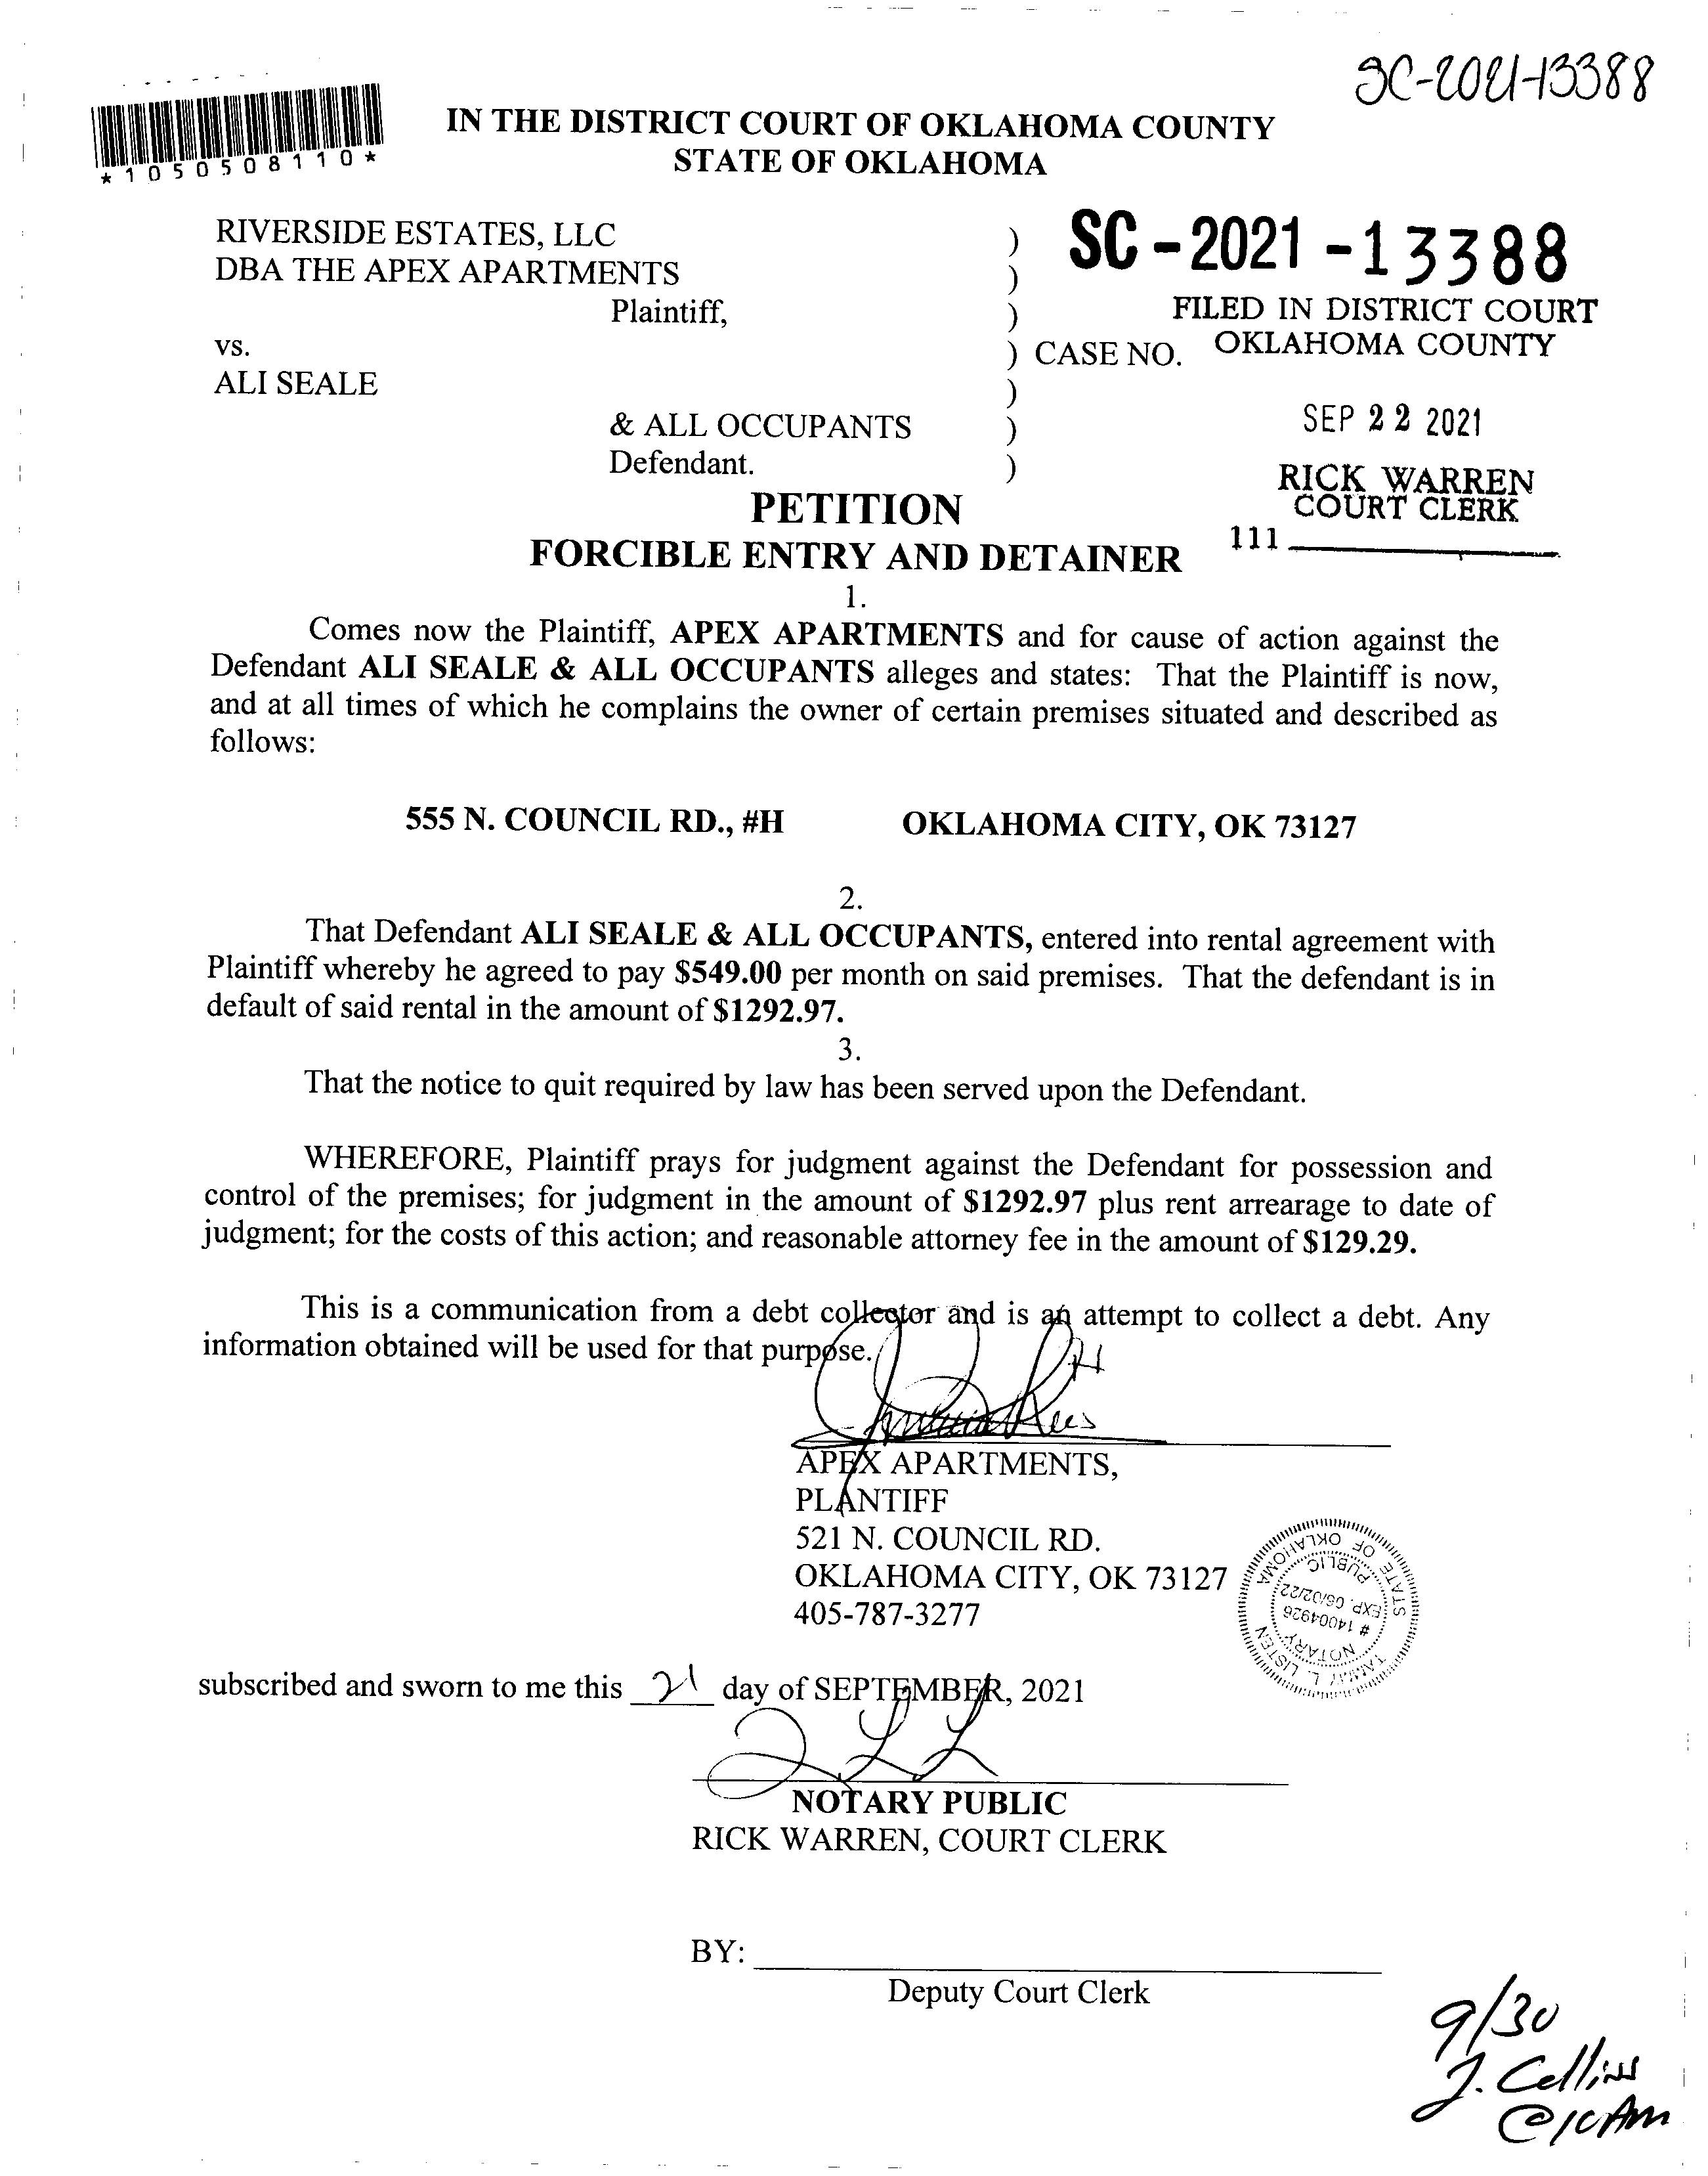 SC-2021-13388
*1050508110*
IN THE DISTRICT COURT OF OKLAHOMA COUNTY
STATE OF OKLAHOMA
RIVERSIDE ESTATES, LLC )
DBA THE APEX APARTMENTS )
Plaintiff, )
vs. ) CASE NO.
ALI SEALE )
& ALL OCCUPANTS )
Defendant. )
SC-2021-13388
FILED IN DISTRICT COURT
OKLAHOMA COUNTY
SEP 22 2021
RICK WARREN
COURT CLERK
111
PETITION
FORCIBLE ENTRY AND DETAINER
1.
Comes now the Plaintiff, APEX APARTMENTS and for cause of action against the
Defendant ALI SEALE & ALL OCCUPANTS alleges and states: That the Plaintiff is now,
and at all times of which he complains the owner of certain premises situated and described as
follows:
555 N. COUNCIL RD., #H OKLAHOMA CITY, OK 73127
2.
That Defendant ALI SEALE & ALL OCCUPANTS, entered into rental agreement with
Plaintiff whereby he agreed to pay $549.00 per month on said premises. That the defendant is in
default of said rental in the amount of $1292.97.
3.
That the notice to quit required by law has been served upon the Defendant.
WHEREFORE, Plaintiff prays for judgment against the Defendant for possession and
control of the premises; for judgment in the amount of $1292.97 plus rent arrearage to date of
judgment; for the costs of this action; and reasonable attorney fee in the amount of $129.29.
This is a communication from a debt collector and is an attempt to collect a debt. Any
information obtained will be used for that purpose.
APEX APARTMENTS,
PLANTIFF
521 N. COUNCIL RD.
OKLAHOMA CITY, OK 73127
405-787-3277
TAMMY L. LISTEN
NOTARY
# 14004926
EXP. 06/02/22
PUBLIC
STATE OF OKLAHOMA
subscribed and sworn to me this 21 day of SEPTEMBER, 2021
NOTARY PUBLIC
RICK WARREN, COURT CLERK
BY:
Deputy Court Clerk
9/30
J. Collins
@10AM